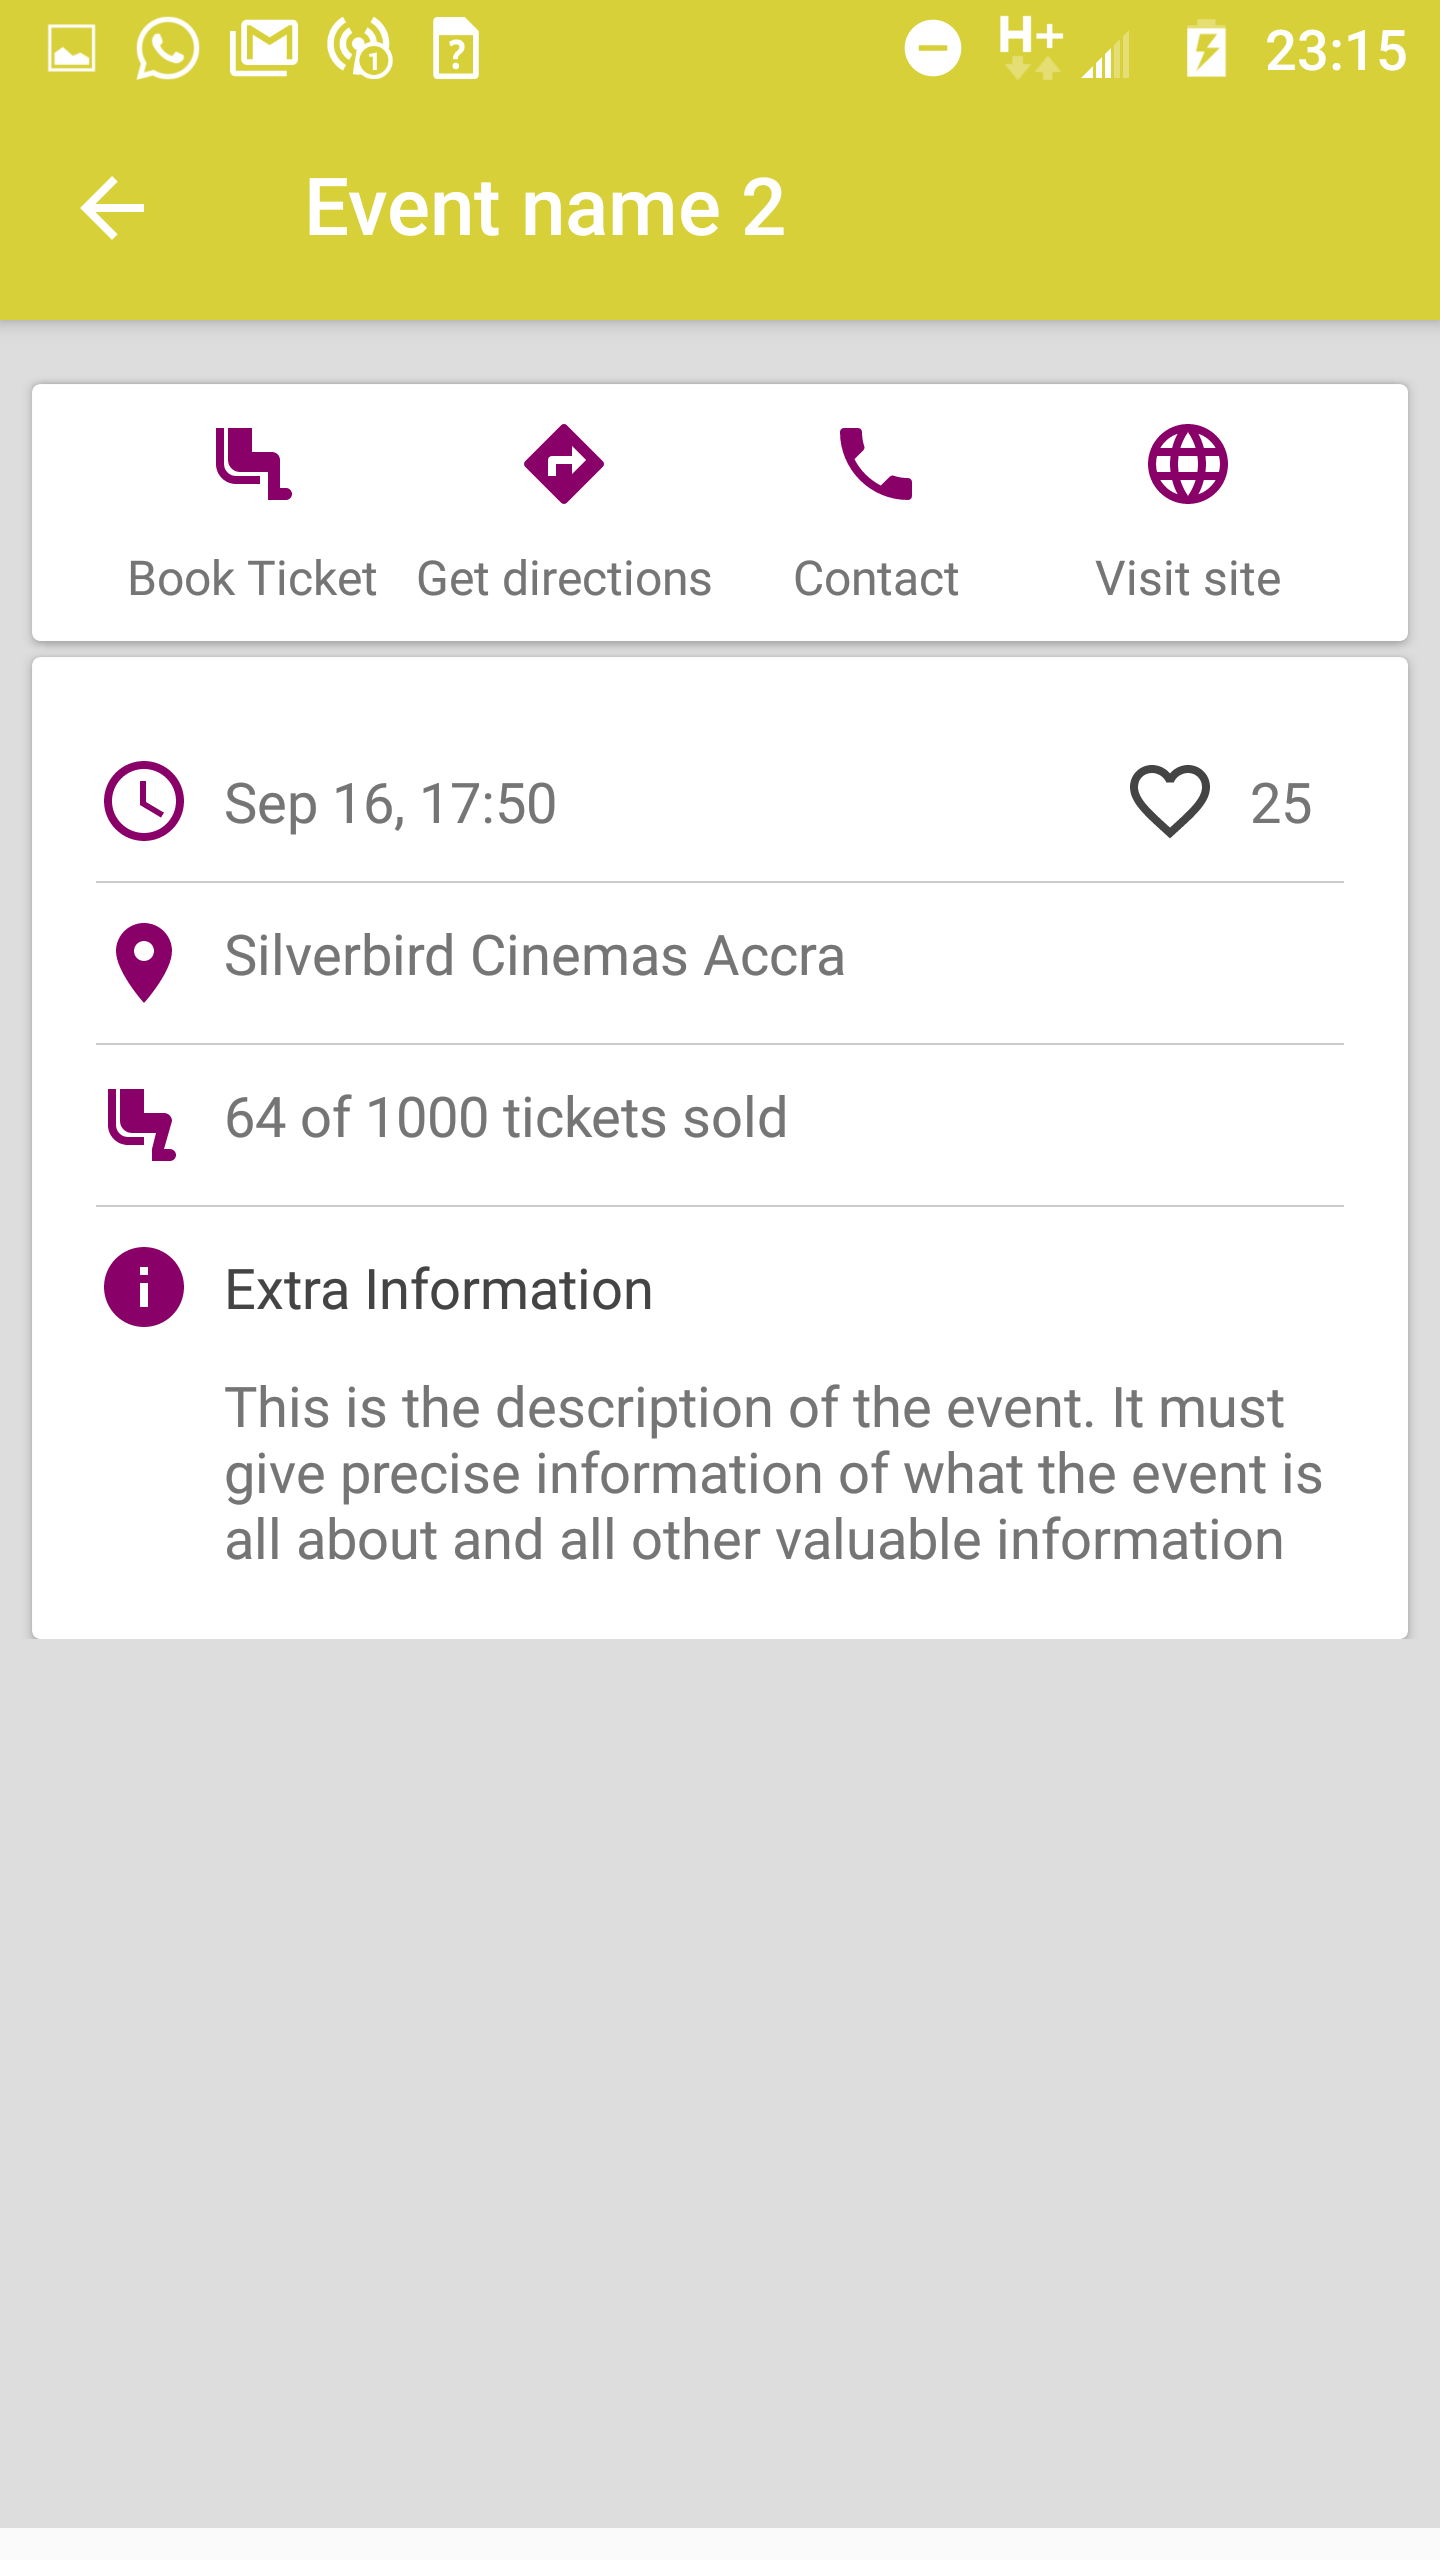 1 ? H+ 23:15
Event name 2
Book Ticket Get directions Contact Visit site
Sep 16, 17:50 25
Silverbird Cinemas Accra
64 of 1000 tickets sold
Extra Information
This is the description of the event. It must
give precise information of what the event is
all about and all other valuable information